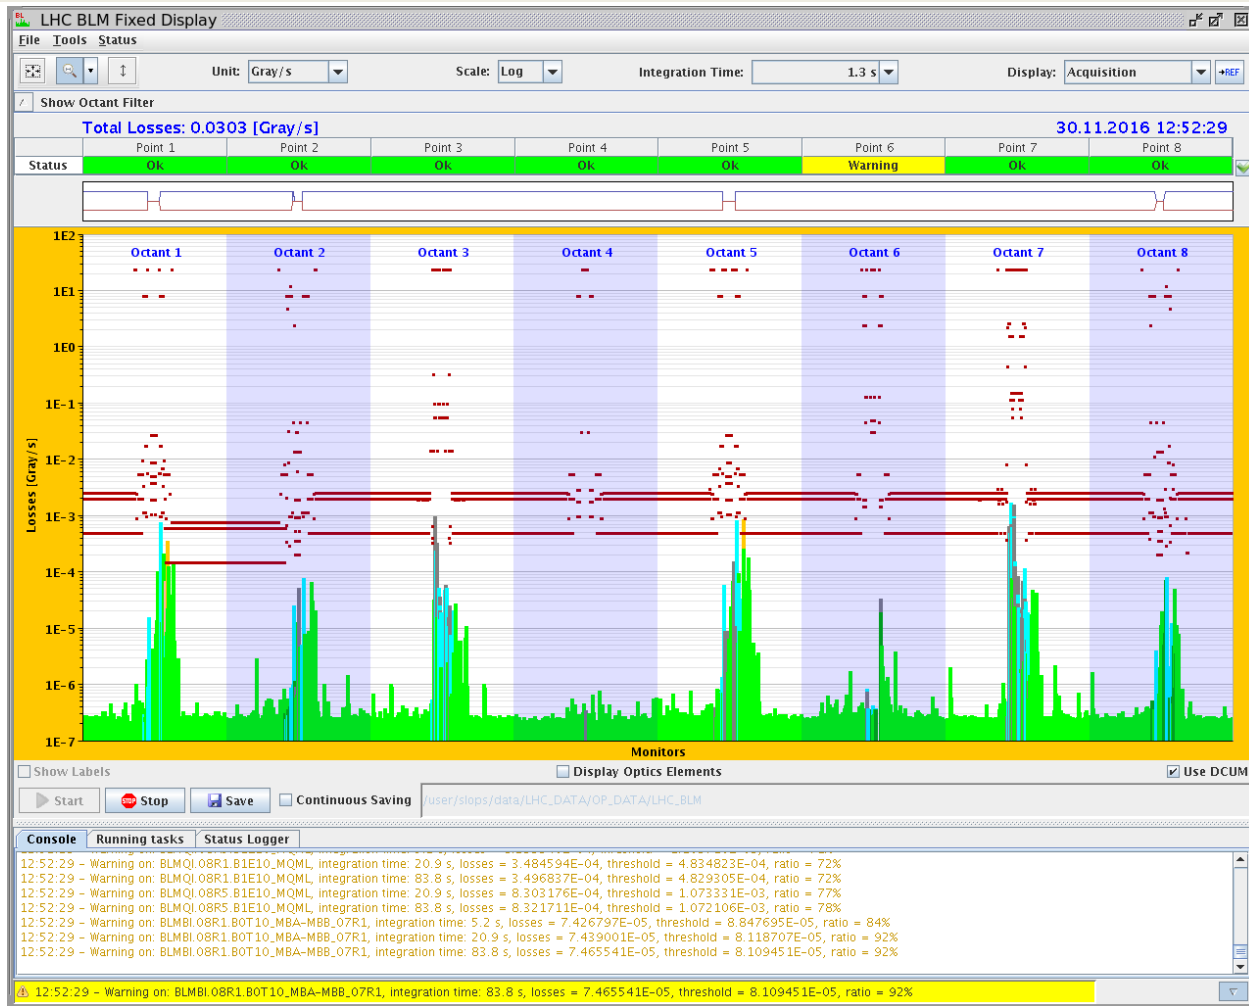 LHC BLM Fixed Display
File Tools Status
Unit: Gray/s Scale: Log Integration Time: 1.3 s Display: Acquisition →REF
Show Octant Filter
Total Losses: 0.0303 [Gray/s] 30.11.2016 12:52:29
Point 1 Point 2 Point 3 Point 4 Point 5 Point 6 Point 7 Point 8
Status Ok Ok Ok Ok Ok Warning Ok Ok
1E2
Octant 1 Octant 2 Octant 3 Octant 4 Octant 5 Octant 6 Octant 7 Octant 8
1E1
1E0
1E-1
1E-2
1E-3
1E-4
1E-5
1E-6
1E-7
Losses [Gray/s]
Monitors
Show Labels Display Optics Elements Use DCUM
Start STOP Stop Save Continuous Saving /user/slops/data/LHC_DATA/OP_DATA/LHC_BLM
Console Running tasks Status Logger
12:52:29 - Warning on: BLMQI.08R1.B1E10_MQML, integration time: 20.9 s, losses = 3.484594E-04, threshold = 4.834823E-04, ratio = 72%
12:52:29 - Warning on: BLMQI.08R1.B1E10_MQML, integration time: 83.8 s, losses = 3.496837E-04, threshold = 4.829305E-04, ratio = 72%
12:52:29 - Warning on: BLMQI.08R5.B1E10_MQML, integration time: 20.9 s, losses = 8.303176E-04, threshold = 1.073331E-03, ratio = 77%
12:52:29 - Warning on: BLMQI.08R5.B1E10_MQML, integration time: 83.8 s, losses = 8.321711E-04, threshold = 1.072106E-03, ratio = 78%
12:52:29 - Warning on: BLMBI.08R1.B0T10_MBA-MBB_07R1, integration time: 5.2 s, losses = 7.426797E-05, threshold = 8.847695E-05, ratio = 84%
12:52:29 - Warning on: BLMBI.08R1.B0T10_MBA-MBB_07R1, integration time: 20.9 s, losses = 7.439001E-05, threshold = 8.118707E-05, ratio = 92%
12:52:29 - Warning on: BLMBI.08R1.B0T10_MBA-MBB_07R1, integration time: 83.8 s, losses = 7.465541E-05, threshold = 8.109451E-05, ratio = 92%
12:52:29 - Warning on: BLMBI.08R1.B0T10_MBA-MBB_07R1, integration time: 83.8 s, losses = 7.465541E-05, threshold = 8.109451E-05, ratio = 92%